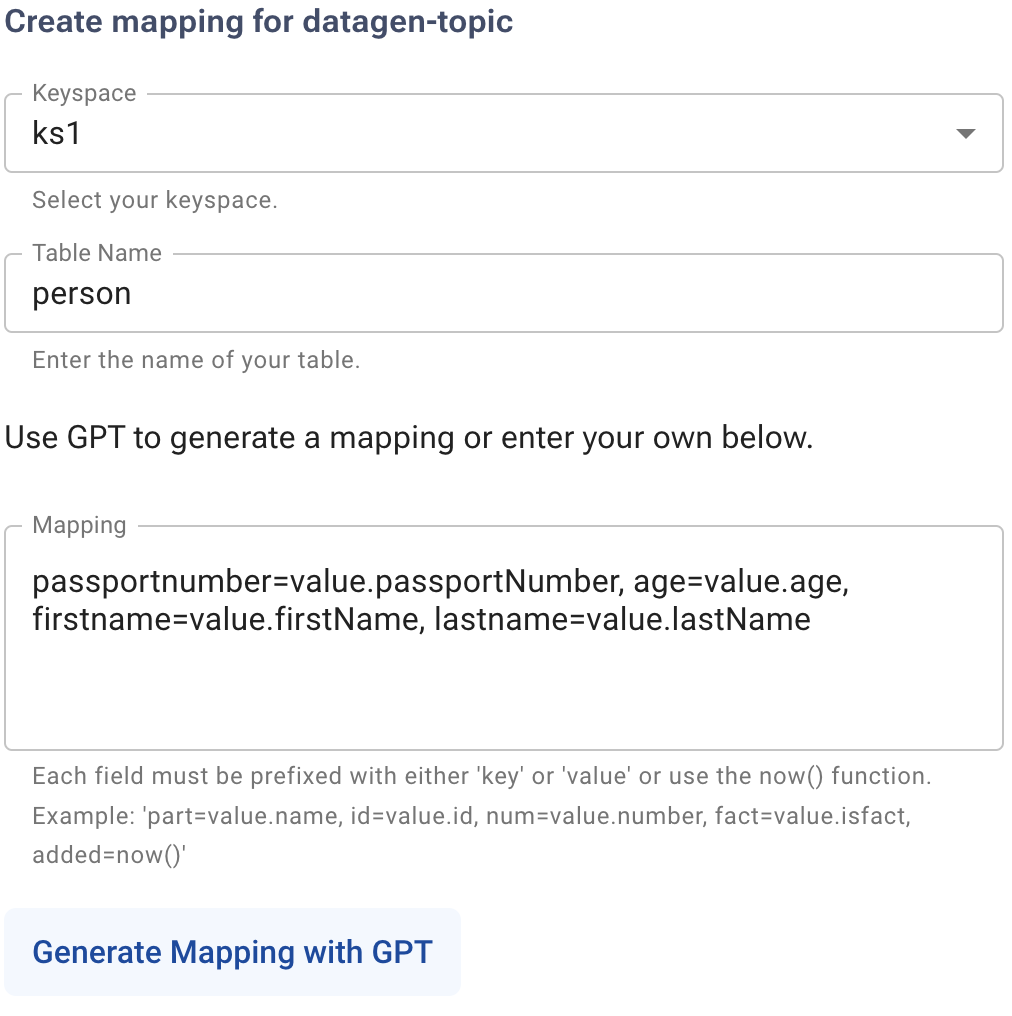 Create mapping for datagen-topic
Keyspace
ks1
Select your keyspace.
Table Name
person
Enter the name of your table.
Use GPT to generate a mapping or enter your own below.
Mapping
passportnumber=value.passportNumber, age=value.age,
firstname=value.firstName, lastname=value.lastName
Each field must be prefixed with either 'key' or 'value' or use the now() function.
Example: 'part=value.name, id=value.id, num=value.number, fact=value.isfact,
added=now()'
Generate Mapping with GPT